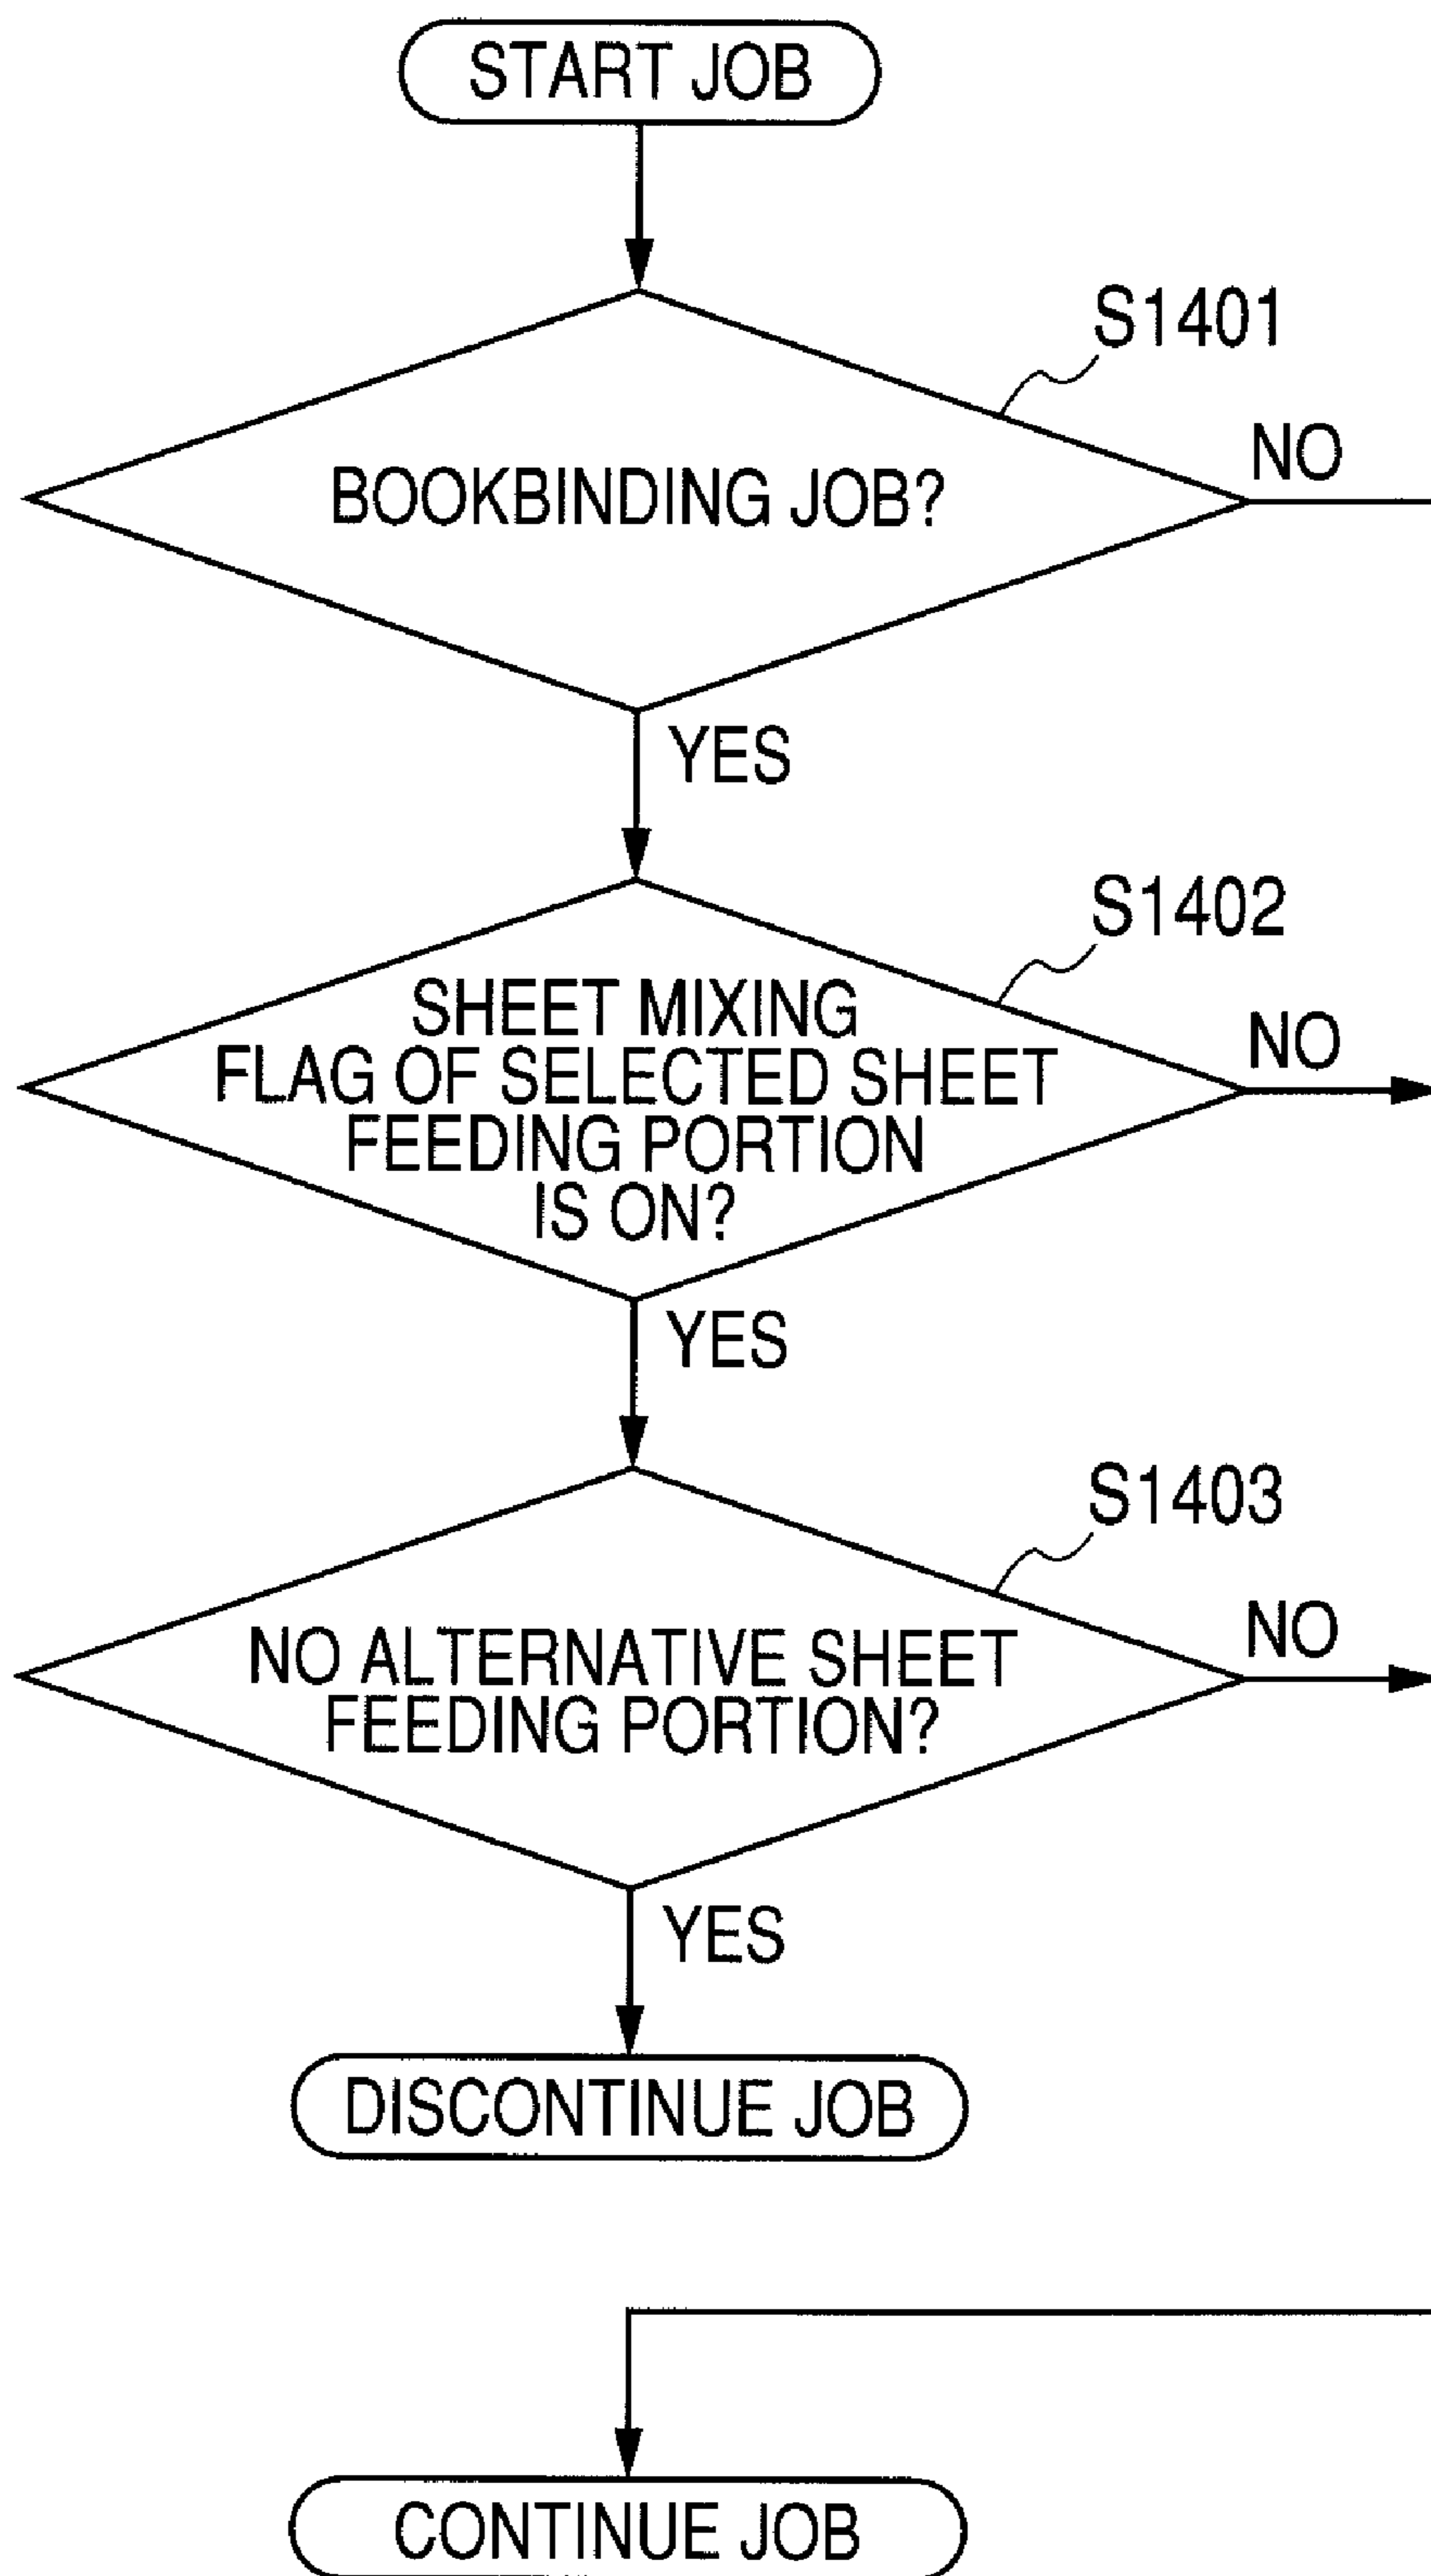 START JOB
S1401
BOOKBINDING JOB?
NO
YES
S1402
SHEET MIXING
FLAG OF SELECTED SHEET
FEEDING PORTION
IS ON?
NO
YES
S1403
NO ALTERNATIVE SHEET
FEEDING PORTION?
NO
YES
DISCONTINUE JOB
CONTINUE JOB